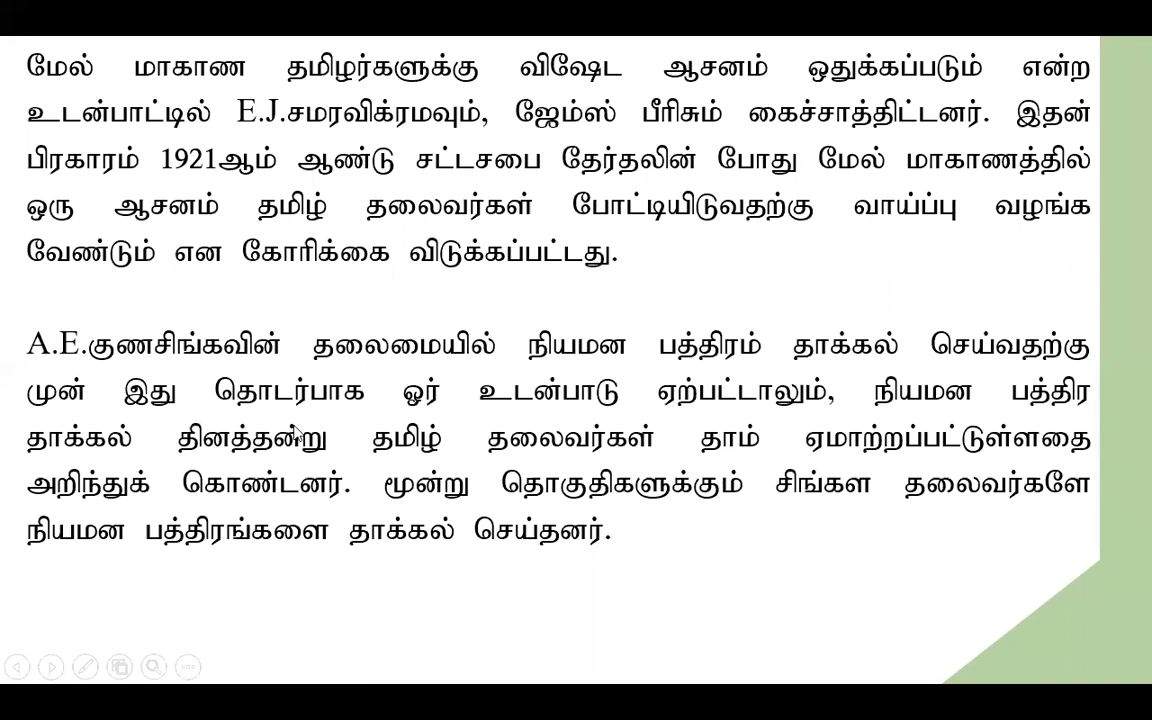 மேல் மாகாண தமிழர்களுக்கு விஷேட ஆசனம் ஒதுக்கப்படும் என்ற
உடன்பாட்டில் E.J.சமரவிக்ரமவும், ஜேம்ஸ் பீரிசும் கைச்சாத்திட்டனர். இதன்
பிரகாரம் 1921ஆம் ஆண்டு சட்டசபை தேர்தலின் போது மேல் மாகாணத்தில்
ஒரு ஆசனம் தமிழ் தலைவர்கள் போட்டியிடுவதற்கு வாய்ப்பு வழங்க
வேண்டும் என கோரிக்கை விடுக்கப்பட்டது.
A.E.குணசிங்கவின் தலைமையில் நியமன பத்திரம் தாக்கல் செய்வதற்கு
முன் இது தொடர்பாக ஓர் உடன்பாடு ஏற்பட்டாலும், நியமன பத்திர
தாக்கல் தினத்தன்று தமிழ் தலைவர்கள் தாம் ஏமாற்றப்பட்டுள்ளதை
அறிந்துக் கொண்டனர். மூன்று தொகுதிகளுக்கும் சிங்கள தலைவர்களே
நியமன பத்திரங்களை தாக்கல் செய்தனர்.